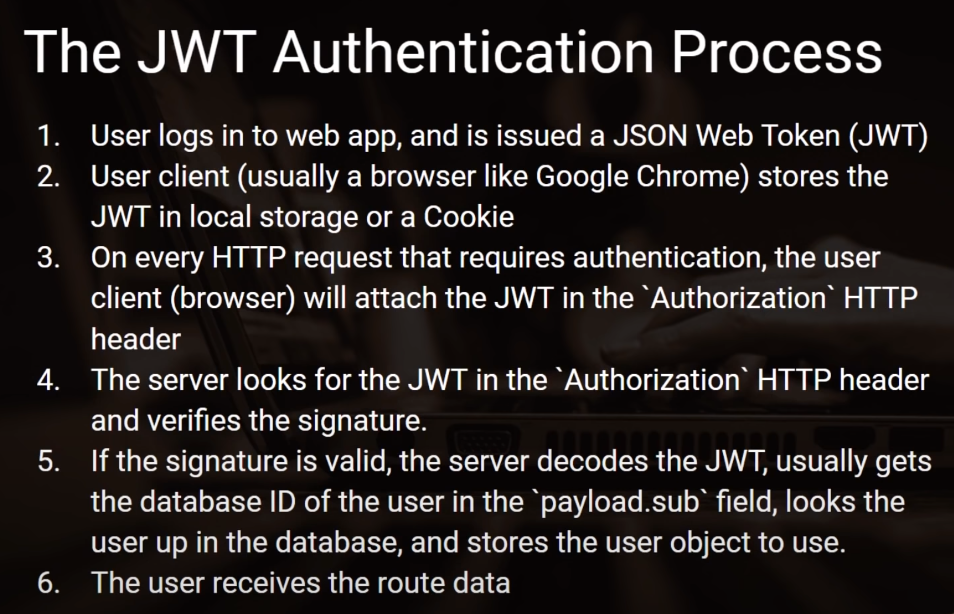 The JWT Authentication Process
1. User logs in to web app, and is issued a JSON Web Token (JWT)
2. User client (usually a browser like Google Chrome) stores the
JWT in local storage or a Cookie
3. On every HTTP request that requires authentication, the user
client (browser) will attach the JWT in the `Authorization` HTTP
header
4. The server looks for the JWT in the `Authorization` HTTP header
and verifies the signature.
5. If the signature is valid, the server decodes the JWT, usually gets
the database ID of the user in the `payload.sub` field, looks the
user up in the database, and stores the user object to use.
6. The user receives the route data